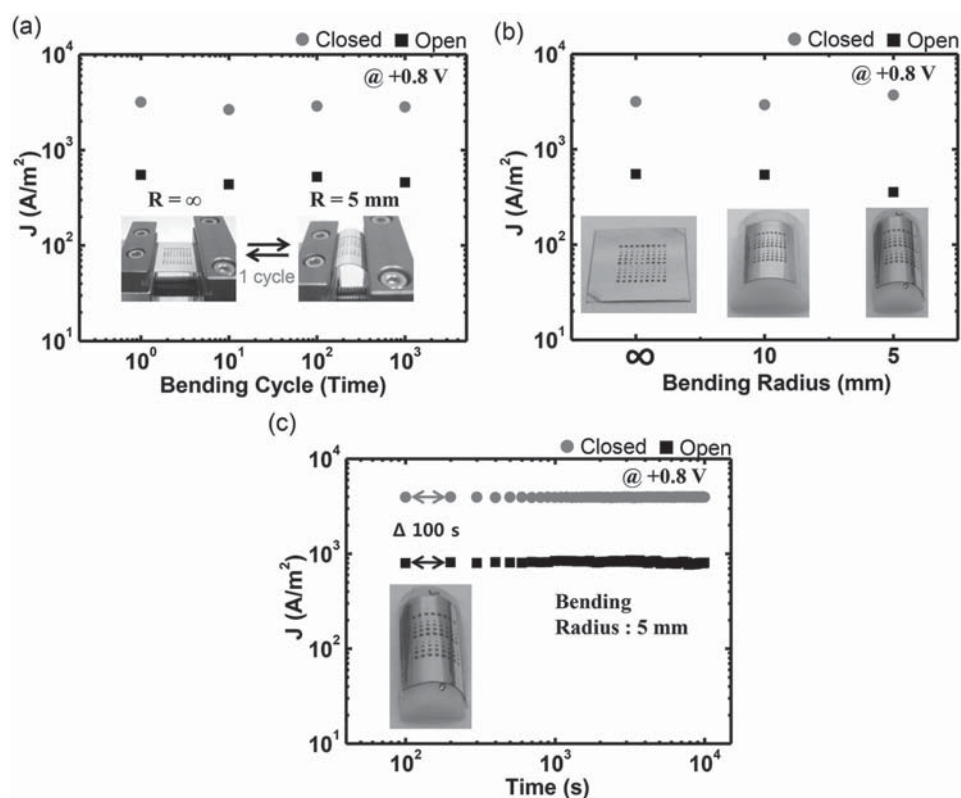 (a)
Closed Open
@ +0.8 V
J (A/m²)
10⁴
10³
10²
10¹
R = ∞
R = 5 mm
1 cycle
10⁰ 10¹ 10² 10³
Bending Cycle (Time)
(b)
Closed Open
@ +0.8 V
J (A/m²)
10⁴
10³
10²
10¹
∞ 10 5
Bending Radius (mm)
(c)
Closed Open
@ +0.8 V
J (A/m²)
10⁴
10³
10²
10¹
Δ 100 s
Bending
Radius : 5 mm
10² 10³ 10⁴
Time (s)